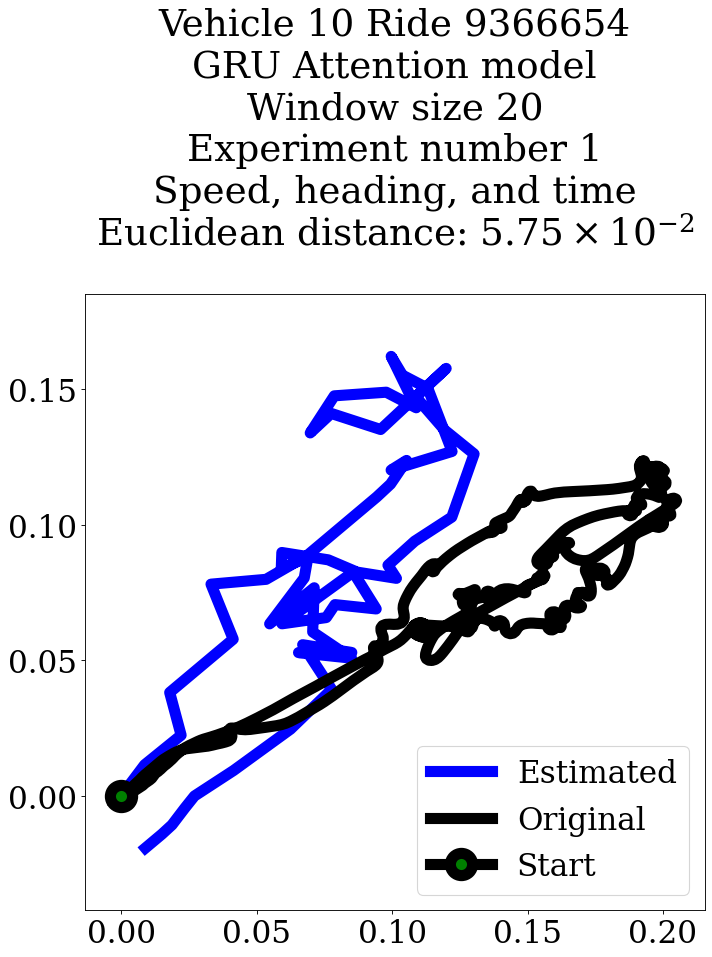 Vehicle 10 Ride 9366654
GRU Attention model
Window size 20
Experiment number 1
Speed, heading, and time
Euclidean distance: 5.75 × 10⁻²
0.15
0.10
0.05
0.00
Estimated
Original
Start
0.00 0.05 0.10 0.15 0.20